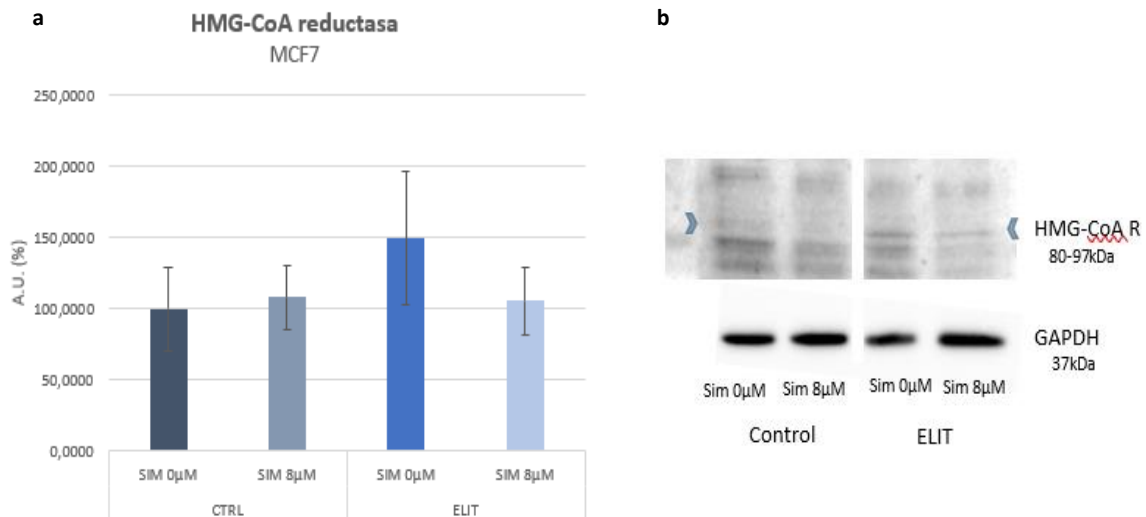 a
HMG-CoA reductasa
MCF7
A.U. (%)
250,0000
200,0000
150,0000
100,0000
50,0000
0,0000
SIM 0µM SIM 8µM SIM 0µM SIM 8µM
CTRL ELIT
b
HMG-CoA R
80-97kDa
GAPDH
37kDa
Sim 0µM Sim 8µM Sim 0µM Sim 8µM
Control ELIT